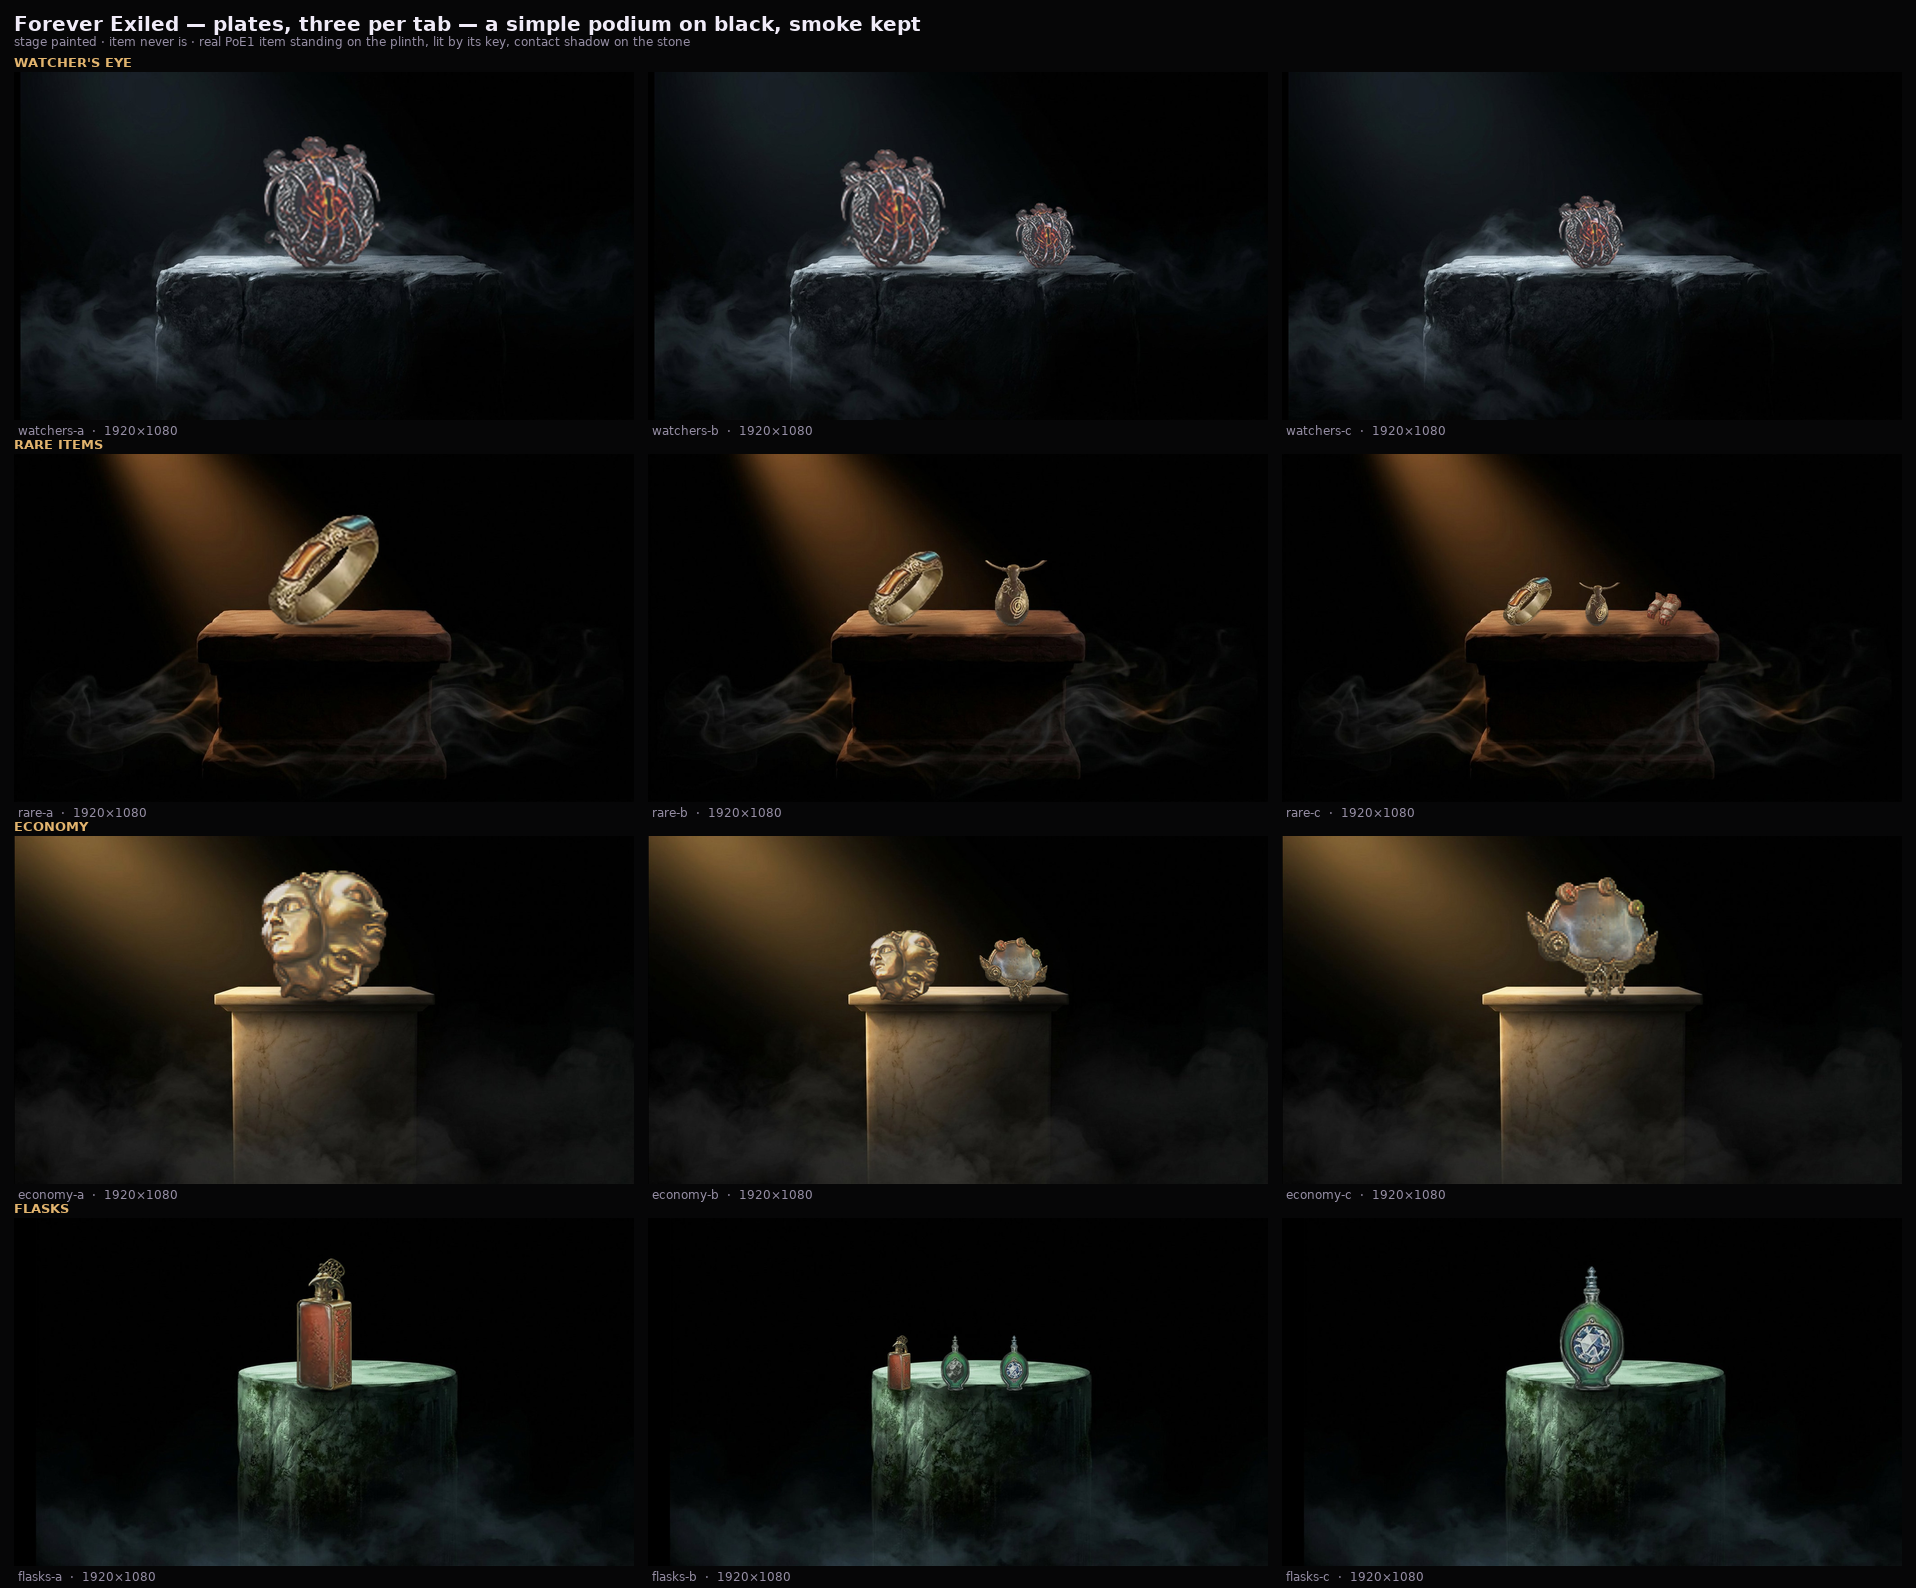 Forever Exiled — plates, three per tab — a simple podium on black, smoke kept
stage painted · item never is · real PoE1 item standing on the plinth, lit by its key, contact shadow on the stone
WATCHER'S EYE
watchers-a · 1920×1080
watchers-b · 1920×1080
watchers-c · 1920×1080
RARE ITEMS
rare-a · 1920×1080
rare-b · 1920×1080
rare-c · 1920×1080
ECONOMY
economy-a · 1920×1080
economy-b · 1920×1080
economy-c · 1920×1080
FLASKS
flasks-a · 1920×1080
flasks-b · 1920×1080
flasks-c · 1920×1080